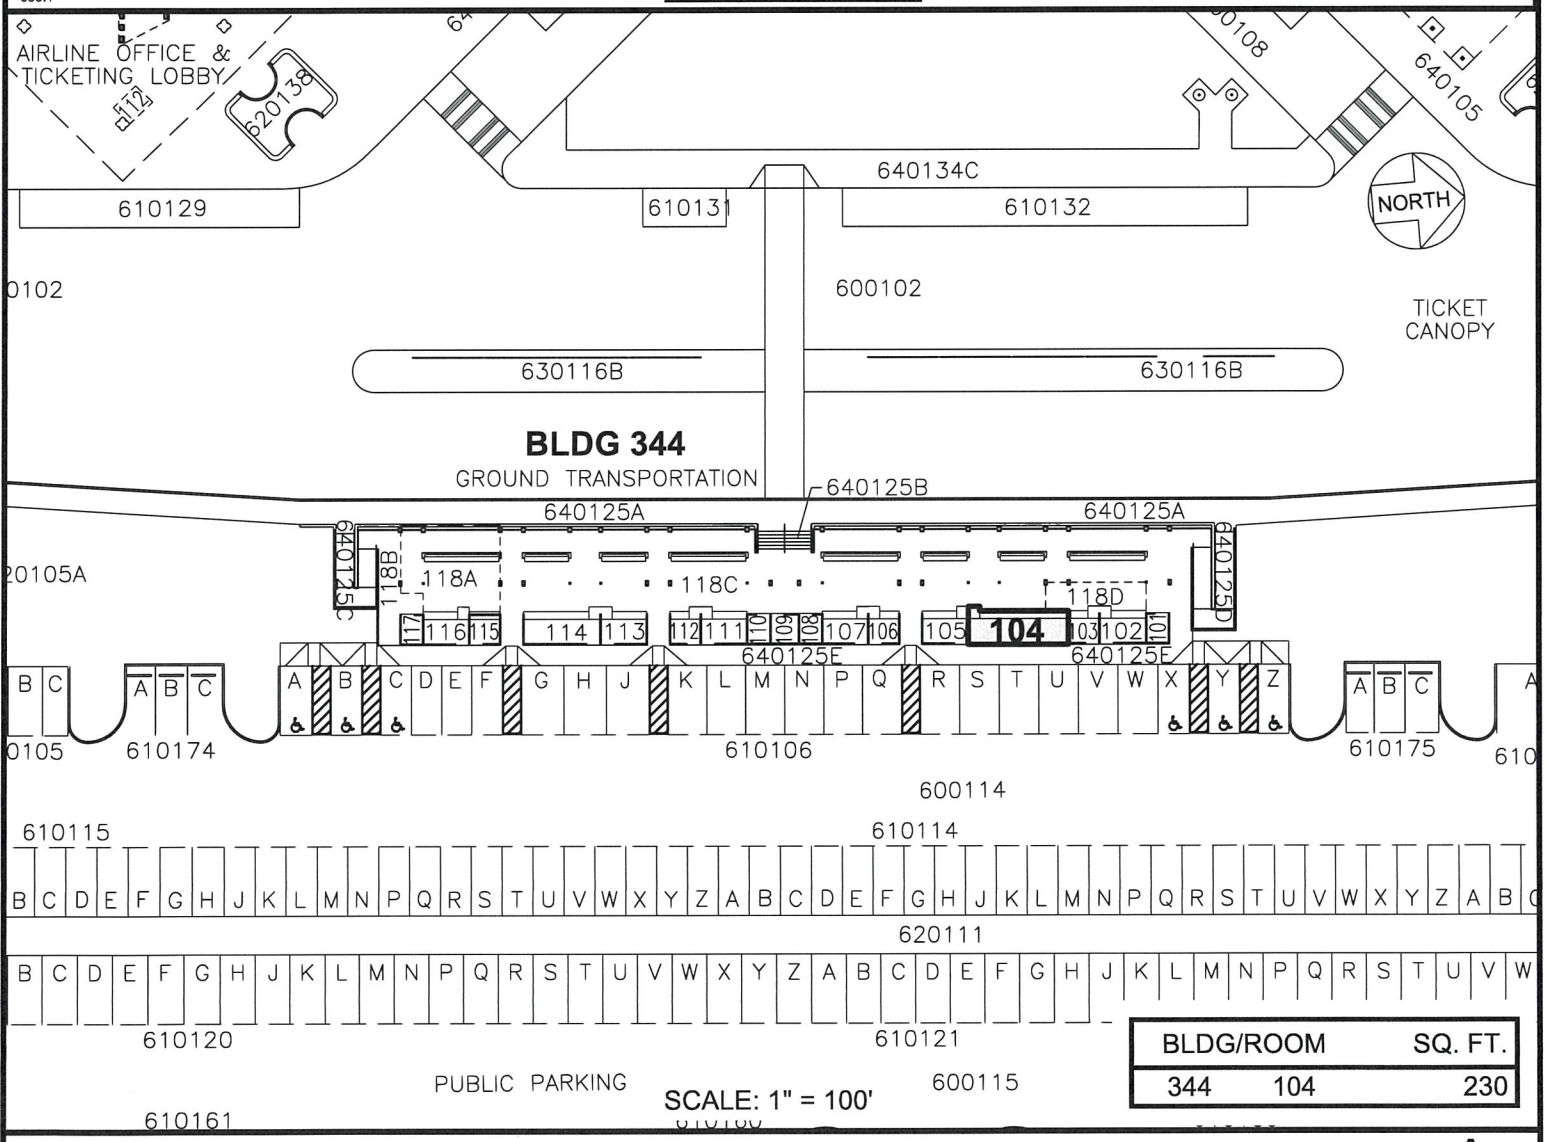 AIRLINE OFFICE &
TICKETING LOBBY
112
620138
640105
610129
610131
640134C
610132
NORTH
600102
TICKET
CANOPY
630116B
630116B
BLDG 344
GROUND TRANSPORTATION
640125B
640125A
640125A
640125C
118B
118A
118C
118D
640125D
117
116
115
114
113
112
111
110
109
108
107
106
105
104
103
102
101
640125E
640125E
B C
A B C
A B C D E F G H J K L M N P Q R S T U V W X Y Z
A B C
A
610174
610106
610175
600114
610115
610114
B C D E F G H J K L M N P Q R S T U V W X Y Z A B C D E F G H J K L M N P Q R S T U V W X Y Z A B C
620111
B C D E F G H J K L M N P Q R S T U V W X Y Z A B C D E F G H J K L M N P Q R S T U V W
610120
610121
PUBLIC PARKING
600115
SCALE: 1" = 100'
610161
BLDG/ROOM SQ. FT.
344 104 230